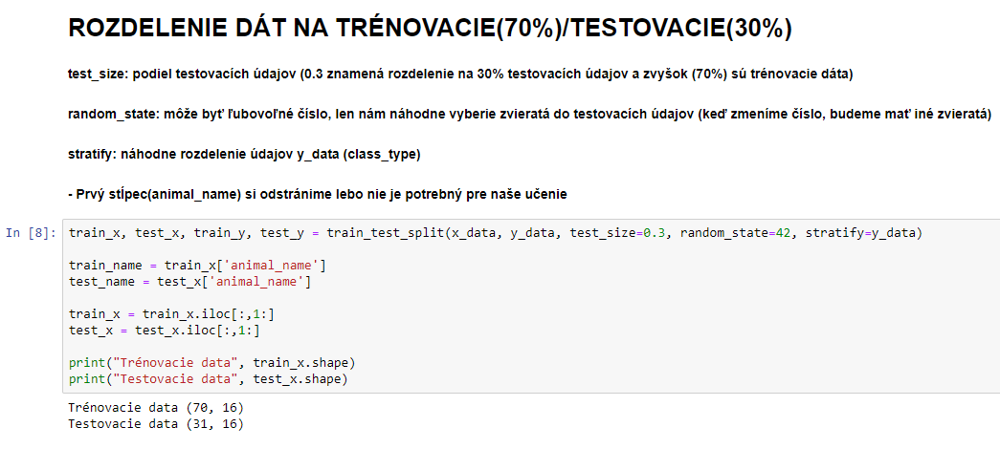 ROZDELENIE DÁT NA TRÉNOVACIE(70%)/TESTOVACIE(30%)
test_size: podiel testovacích údajov (0.3 znamená rozdelenie na 30% testovacích údajov a zvyšok (70%) sú trénovacie dáta)
random_state: môže byť ľubovoľné číslo, len nám náhodne vyberie zvieratá do testovacích údajov (keď zmeníme číslo, budeme mať iné zvieratá)
stratify: náhodne rozdelenie údajov y_data (class_type)
- Prvý stĺpec(animal_name) si odstránime lebo nie je potrebný pre naše učenie
In [8]: train_x, test_x, train_y, test_y = train_test_split(x_data, y_data, test_size=0.3, random_state=42, stratify=y_data)
train_name = train_x['animal_name']
test_name = test_x['animal_name']
train_x = train_x.iloc[:,1:]
test_x = test_x.iloc[:,1:]
print("Trénovacie data", train_x.shape)
print("Testovacie data", test_x.shape)
Trénovacie data (70, 16)
Testovacie data (31, 16)